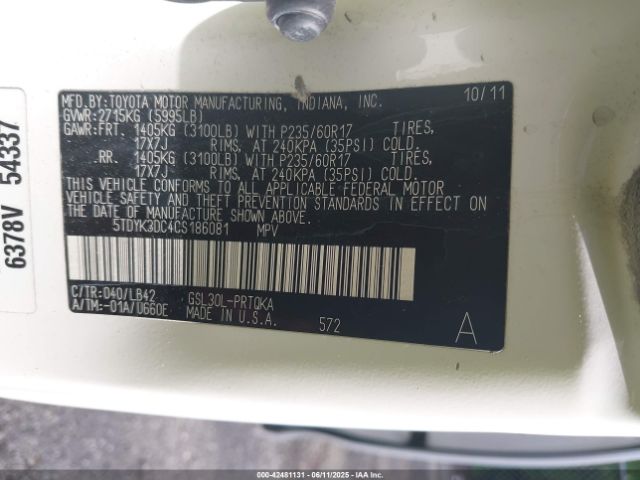 MFD.BY:TOYOTA MOTOR MANUFACTURING, INDIANA, INC. 10/11
GVWR:2715KG (5995LB)
GAWR:FRT. 1405KG (3100LB) WITH P235/60R17 TIRES,
17X7J RIMS, AT 240KPA (35PSI) COLD.
RR. 1405KG (3100LB) WITH P235/60R17 TIRES,
17X7J RIMS, AT 240KPA (35PSI) COLD.
THIS VEHICLE CONFORMS TO ALL APPLICABLE FEDERAL MOTOR
VEHICLE SAFETY AND THEFT PREVENTION STANDARDS IN EFFECT ON
THE DATE OF MANUFACTURE SHOWN ABOVE.
5TDYK3DC4CS186081 MPV
C/TR:040/LB42 GSL30L-PRTQKA
A/TM:-01A/U660E MADE IN U.S.A. 572 A
6378V 54337
000-42481131 - 06/11/2025 - IAAI.COM